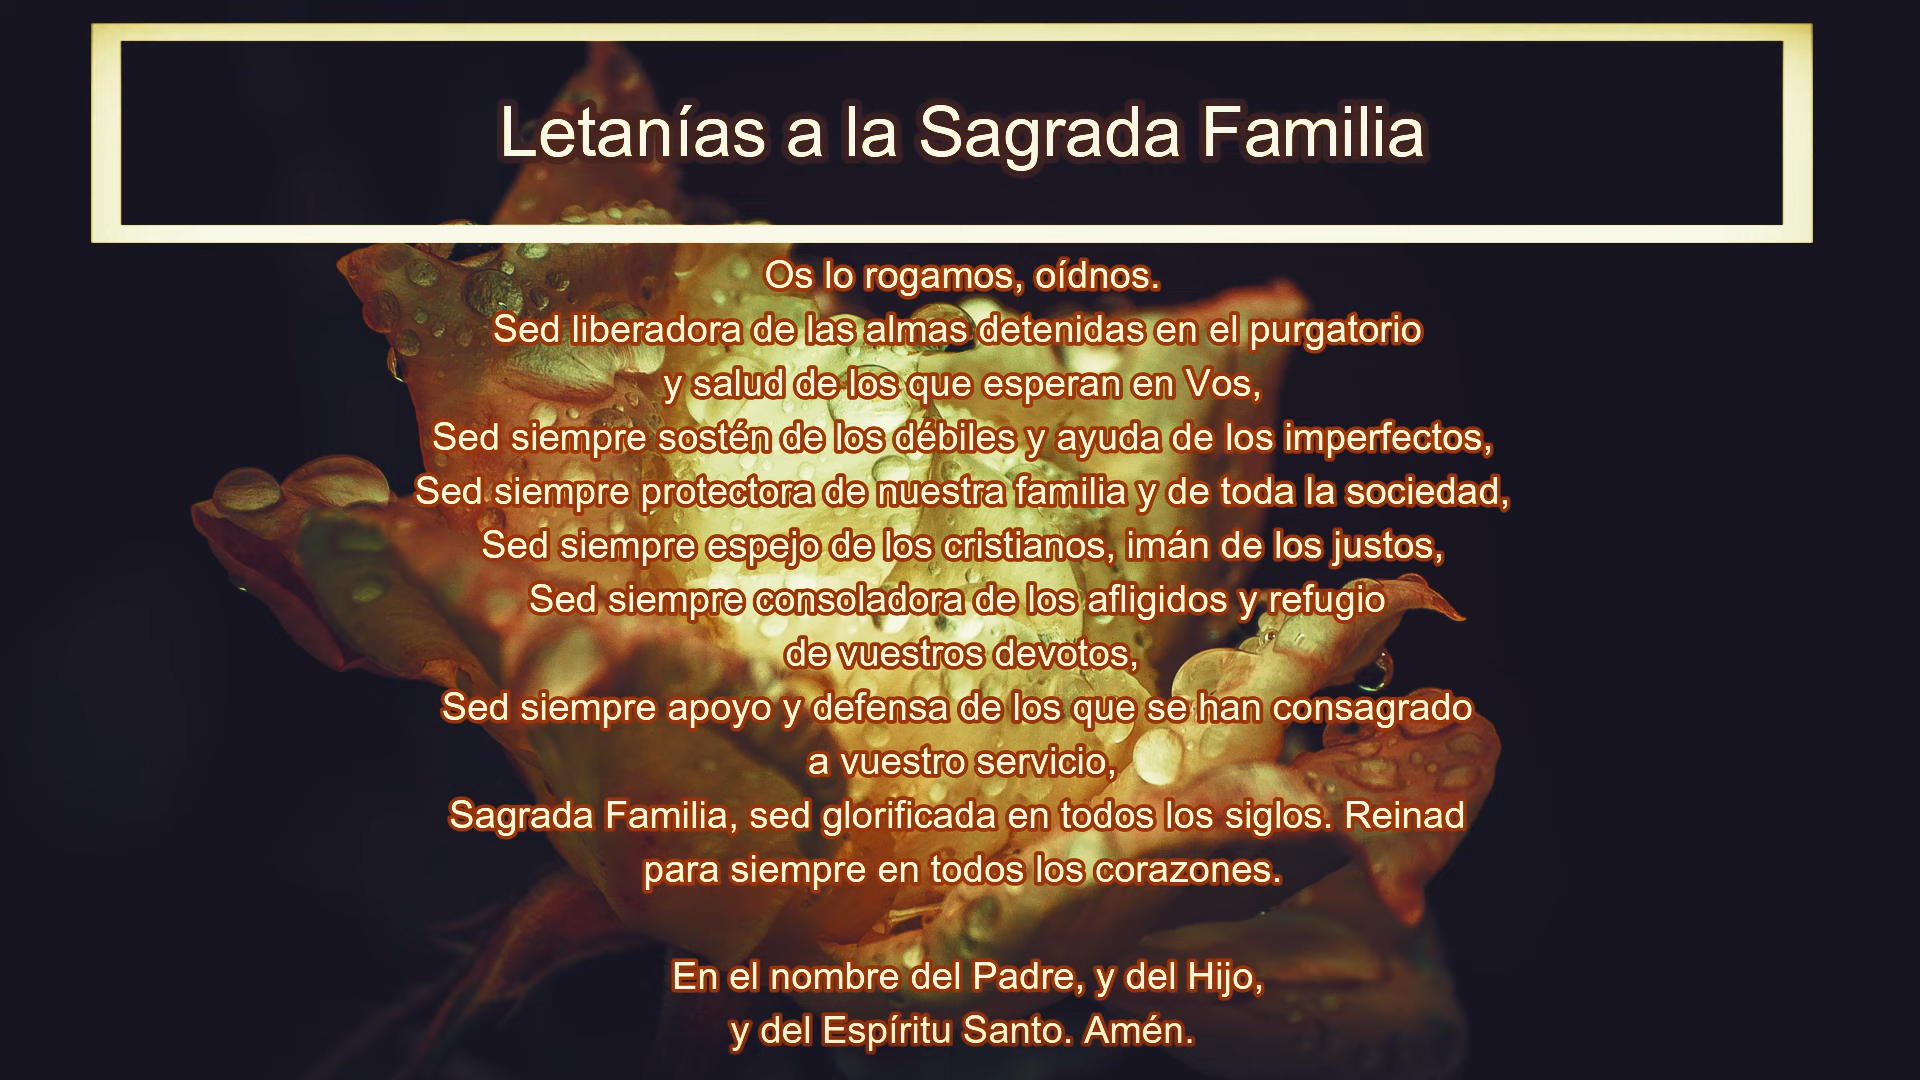 Letanías a la Sagrada Familia
Os lo rogamos, oídnos.
Sed liberadora de las almas detenidas en el purgatorio
y salud de los que esperan en Vos,
Sed siempre sostén de los débiles y ayuda de los imperfectos,
Sed siempre protectora de nuestra familia y de toda la sociedad,
Sed siempre espejo de los cristianos, imán de los justos,
Sed siempre consoladora de los afligidos y refugio
de vuestros devotos,
Sed siempre apoyo y defensa de los que se han consagrado
a vuestro servicio,
Sagrada Familia, sed glorificada en todos los siglos. Reinad
para siempre en todos los corazones.
En el nombre del Padre, y del Hijo,
y del Espíritu Santo. Amén.